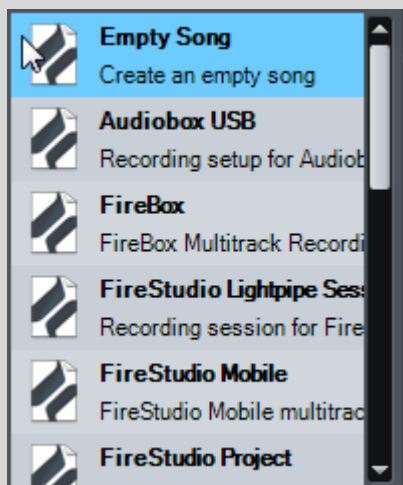 Empty Song
Create an empty song
Audiobox USB
Recording setup for Audiob
FireBox
FireBox Multitrack Recordi
FireStudio Lightpipe Sess
Recording session for Fire
FireStudio Mobile
FireStudio Mobile multitrac
FireStudio Project